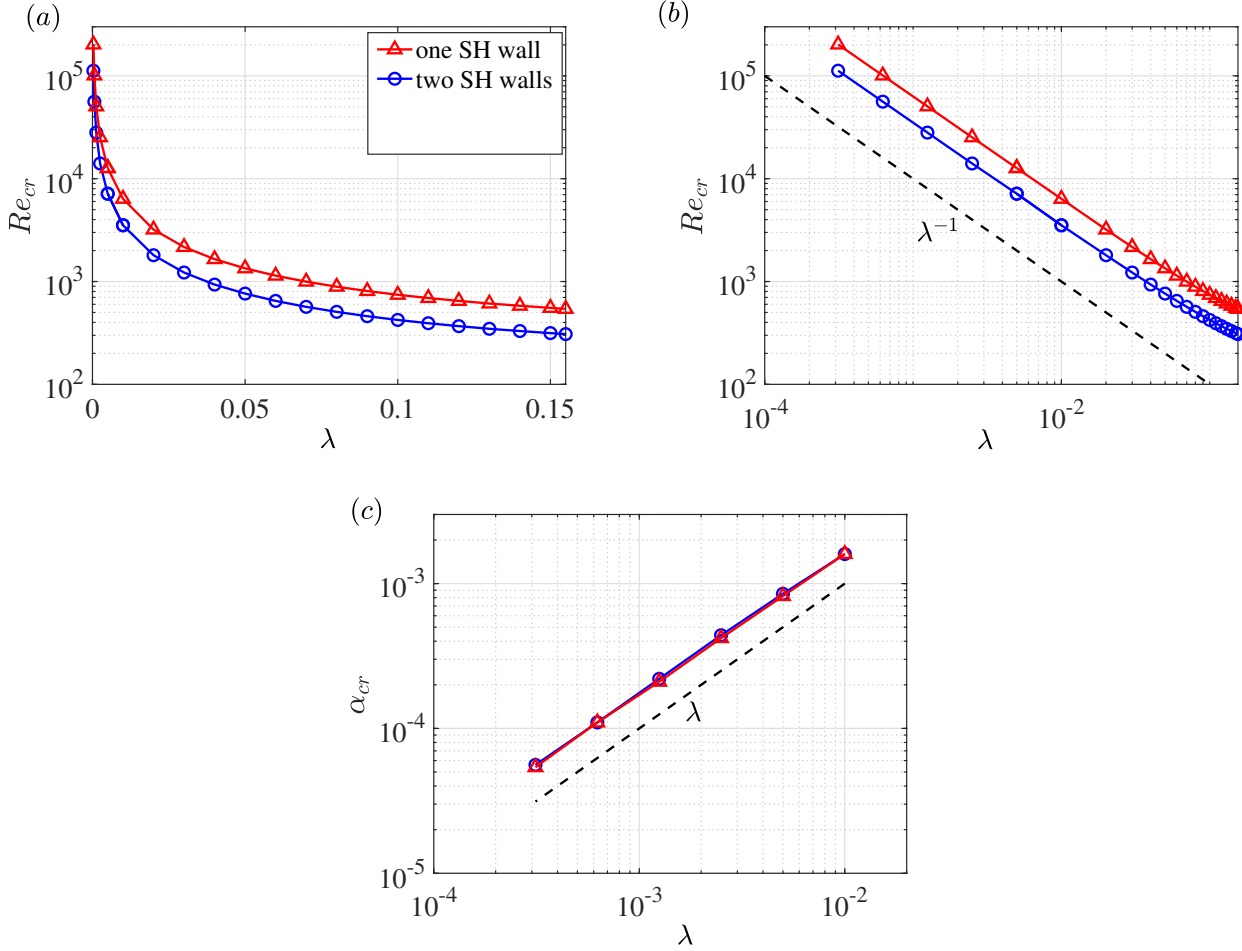 (a)
one SH wall
two SH walls
Re_cr
10^5
10^4
10^3
10^2
0 0.05 0.1 0.15
λ
(b)
Re_cr
10^5
10^4
10^3
10^2
λ^-1
10^-4 10^-2
λ
(c)
α_cr
10^-3
10^-4
10^-5
λ
10^-4 10^-3 10^-2
λ